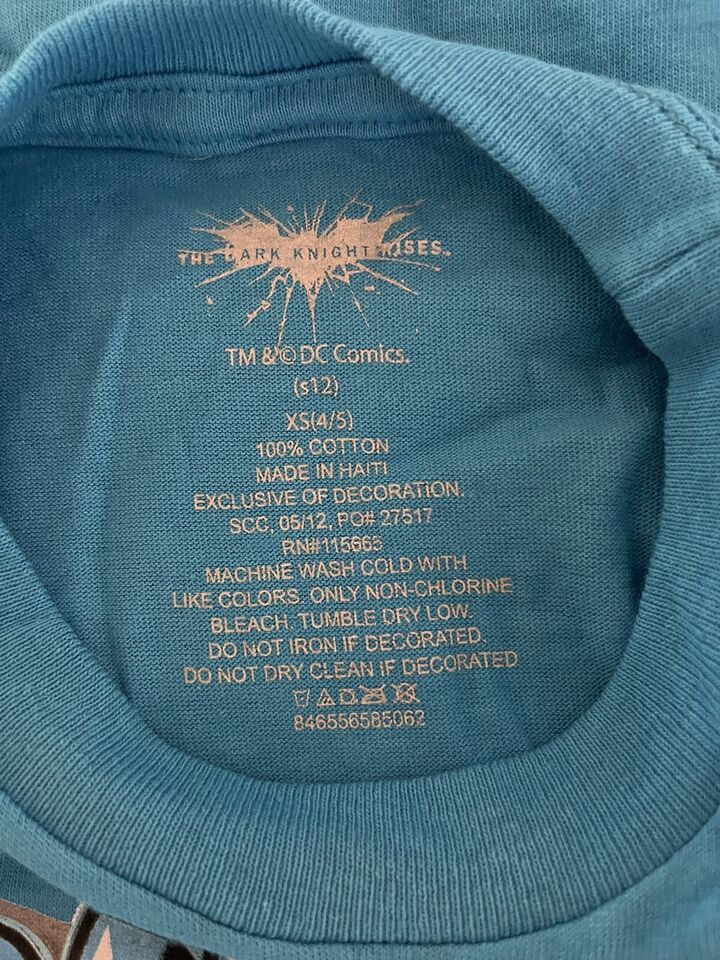 THE DARK KNIGHT RISES™
TM & © DC Comics.
(s12)
XS(4/5)
100% COTTON
MADE IN HAITI
EXCLUSIVE OF DECORATION.
SCC, 05/12, PO# 27517
RN#115665
MACHINE WASH COLD WITH
LIKE COLORS. ONLY NON-CHLORINE
BLEACH. TUMBLE DRY LOW.
DO NOT IRON IF DECORATED.
DO NOT DRY CLEAN IF DECORATED
846556585062